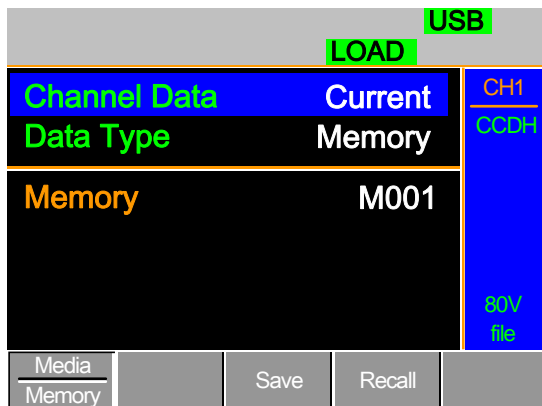 USB
LOAD
Channel Data Current
Data Type Memory
Memory M001
CH1
CCDH
80V
file
Media
Memory
Save
Recall